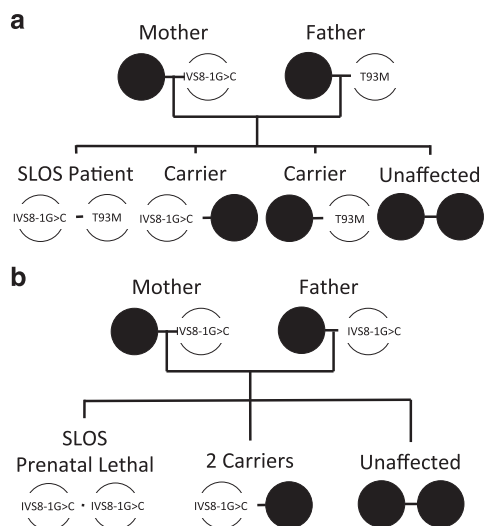 a
Mother Father
IVS8-1G>C T93M
SLOS Patient Carrier Carrier Unaffected
IVS8-1G>C T93M IVS8-1G>C T93M
b
Mother Father
IVS8-1G>C IVS8-1G>C
SLOS
Prenatal Lethal 2 Carriers Unaffected
IVS8-1G>C IVS8-1G>C IVS8-1G>C